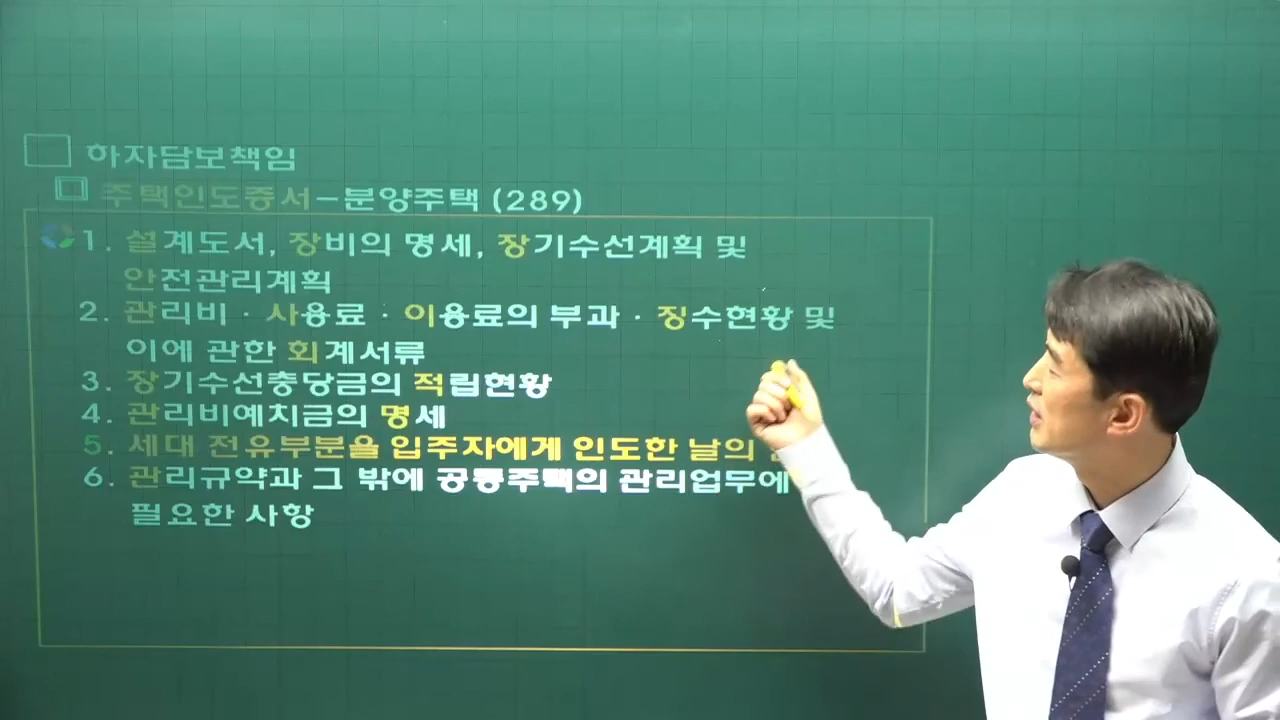 하자담보책임
주택인도증서-분양주택 (289)
1. 설계도서, 장비의 명세, 장기수선계획 및
안전관리계획
2. 관리비·사용료·이용료의 부과·징수현황 및
이에 관한 회계서류
3. 장기수선충당금의 적립현황
4. 관리비예치금의 명세
5. 세대 전유부분을 입주자에게 인도한 날의
6. 관리규약과 그 밖에 공동주택의 관리업무에
필요한 사항